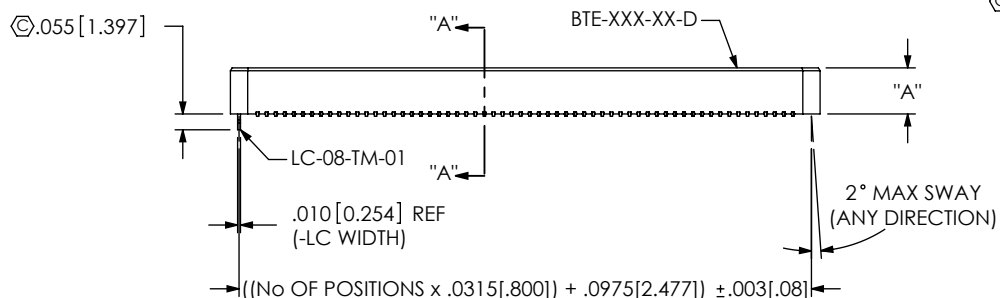 Ⓒ.055[1.397]
"A"
BTE-XXX-XX-D
"A"
LC-08-TM-01
"A"
.010[0.254] REF
(-LC WIDTH)
2° MAX SWAY
(ANY DIRECTION)
((No OF POSITIONS x .0315[.800]) + .0975[2.477]) ±.003[.08]